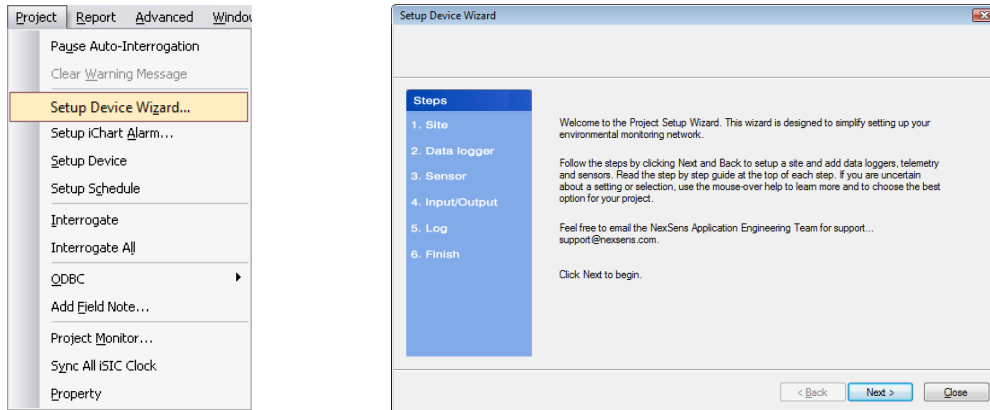 Project Report Advanced
Pause Auto-Interrogation
Clear Warning Message
Setup Device Wizard...
Setup iChart Alarm...
Setup Device
Setup Schedule
Interrogate
Interrogate All
ODBC
Add Field Note...
Project Monitor...
Sync All iSIC Clock
Property
Setup Device Wizard
Steps
1. Site
2. Data logger
3. Sensor
4. Input/Output
5. Log
6. Finish
Welcome to the Project Setup Wizard. This wizard is designed to simplify setting up your
environmental monitoring network.
Follow the steps by clicking Next and Back to setup a site and add data loggers, telemetry
and sensors. Read the step by step guide at the top of each step. If you are uncertain
about a setting or selection, use the mouse-over help to learn more and to choose the best
option for your project.
Feel free to email the NexSens Application Engineering Team for support...
support@nexsens.com.
Click Next to begin.
< Back Next > Close